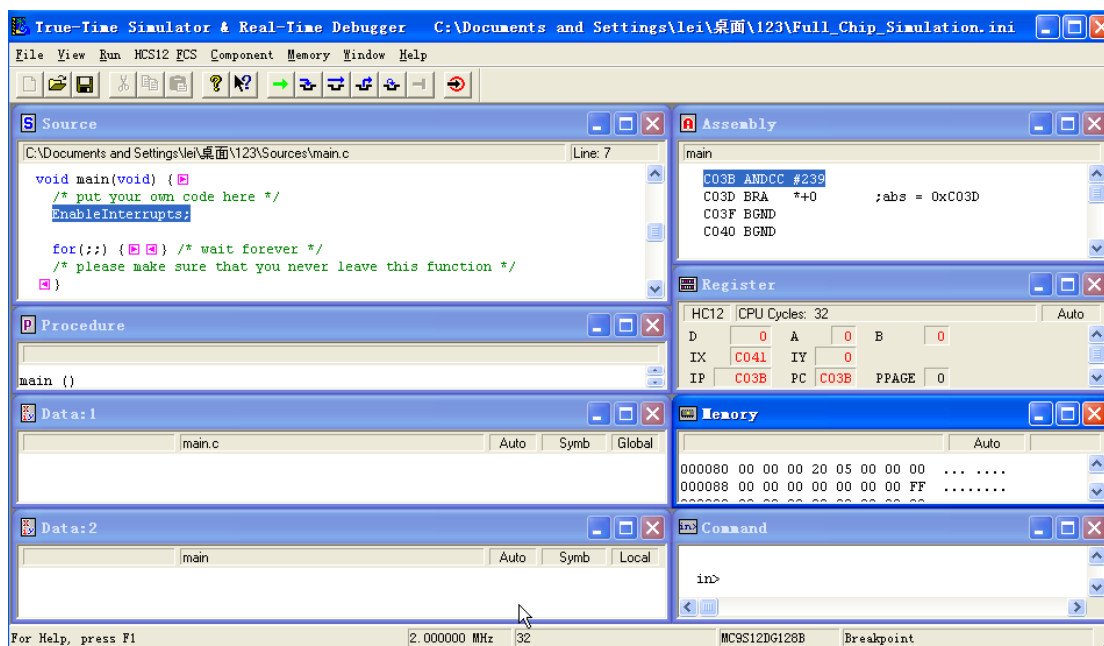 True-Time Simulator & Real-Time Debugger C:\Documents and Settings\lei\桌面\123\Full_Chip_Simulation.ini
File View Run HCS12 FCS Component Memory Window Help
Source
C:\Documents and Settings\lei\桌面\123\Sources\main.c Line: 7
void main(void) {
/* put your own code here */
EnableInterrupts;
for(;;) { } /* wait forever */
/* please make sure that you never leave this function */
}
Procedure
main ()
Data:1
main.c Auto Symb Global
Data:2
main Auto Symb Local
Assembly
main
C03B ANDCC #239
C03D BRA *+0 ;abs = 0xC03D
C03F BGND
C040 BGND
Register
HC12 CPU Cycles: 32 Auto
D 0 A 0 B 0
IX C041 IY 0
IP C03B PC C03B PPAGE 0
Memory
Auto
000080 00 00 00 20 05 00 00 00 ... ....
000088 00 00 00 00 00 00 00 FF ........
Command
in>
For Help, press F1 2.000000 MHz 32 MC9S12DG128B Breakpoint